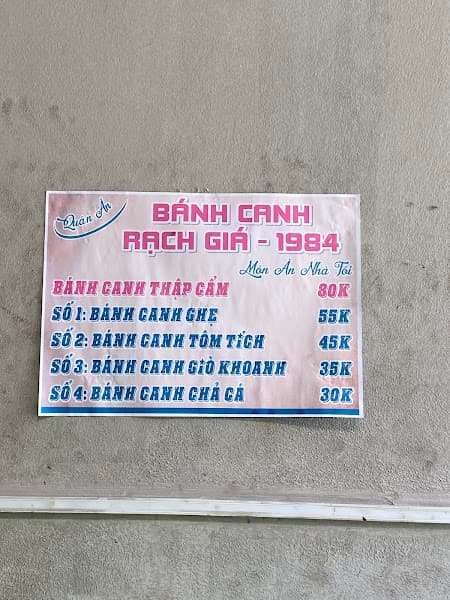 Quán Ăn
BÁNH CANH
RẠCH GIÁ - 1984
Món Ăn Nhà Tôi
BÁNH CANH THẬP CẨM 80K
SỐ 1: BÁNH CANH GHẸ 55K
SỐ 2: BÁNH CANH TÔM TÍCH 45K
SỐ 3: BÁNH CANH GIÒ KHOANH 35K
SỐ 4: BÁNH CANH CHẢ CÁ 30K